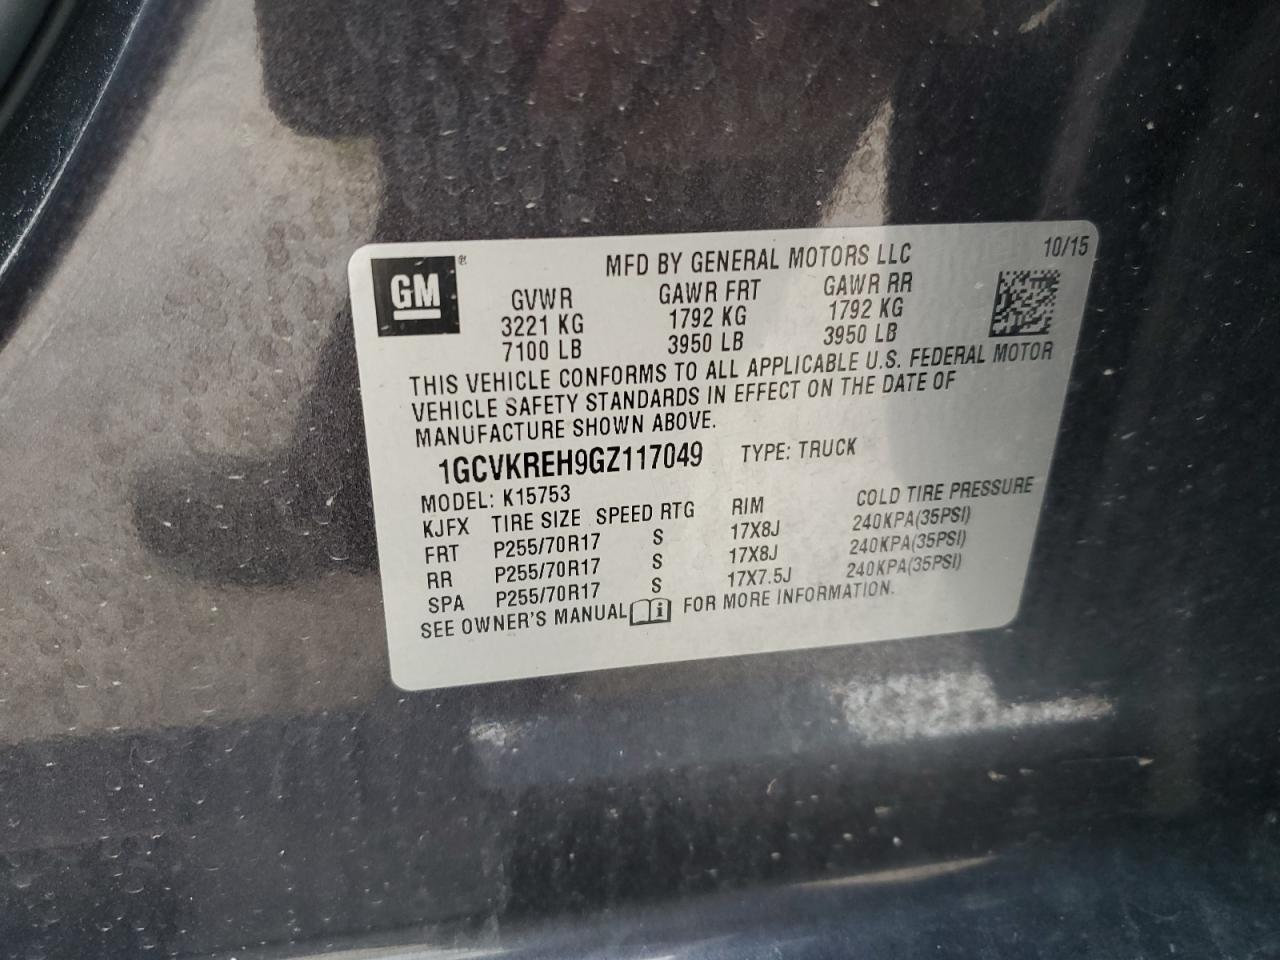 GM®
MFD BY GENERAL MOTORS LLC 10/15
GVWR GAWR FRT GAWR RR
3221 KG 1792 KG 1792 KG
7100 LB 3950 LB 3950 LB
THIS VEHICLE CONFORMS TO ALL APPLICABLE U.S. FEDERAL MOTOR
VEHICLE SAFETY STANDARDS IN EFFECT ON THE DATE OF
MANUFACTURE SHOWN ABOVE.
1GCVKREH9GZ117049 TYPE: TRUCK
MODEL: K15753
KJFX TIRE SIZE SPEED RTG RIM COLD TIRE PRESSURE
FRT P255/70R17 S 17X8J 240KPA(35PSI)
RR P255/70R17 S 17X8J 240KPA(35PSI)
SPA P255/70R17 S 17X7.5J 240KPA(35PSI)
SEE OWNER'S MANUAL i FOR MORE INFORMATION.